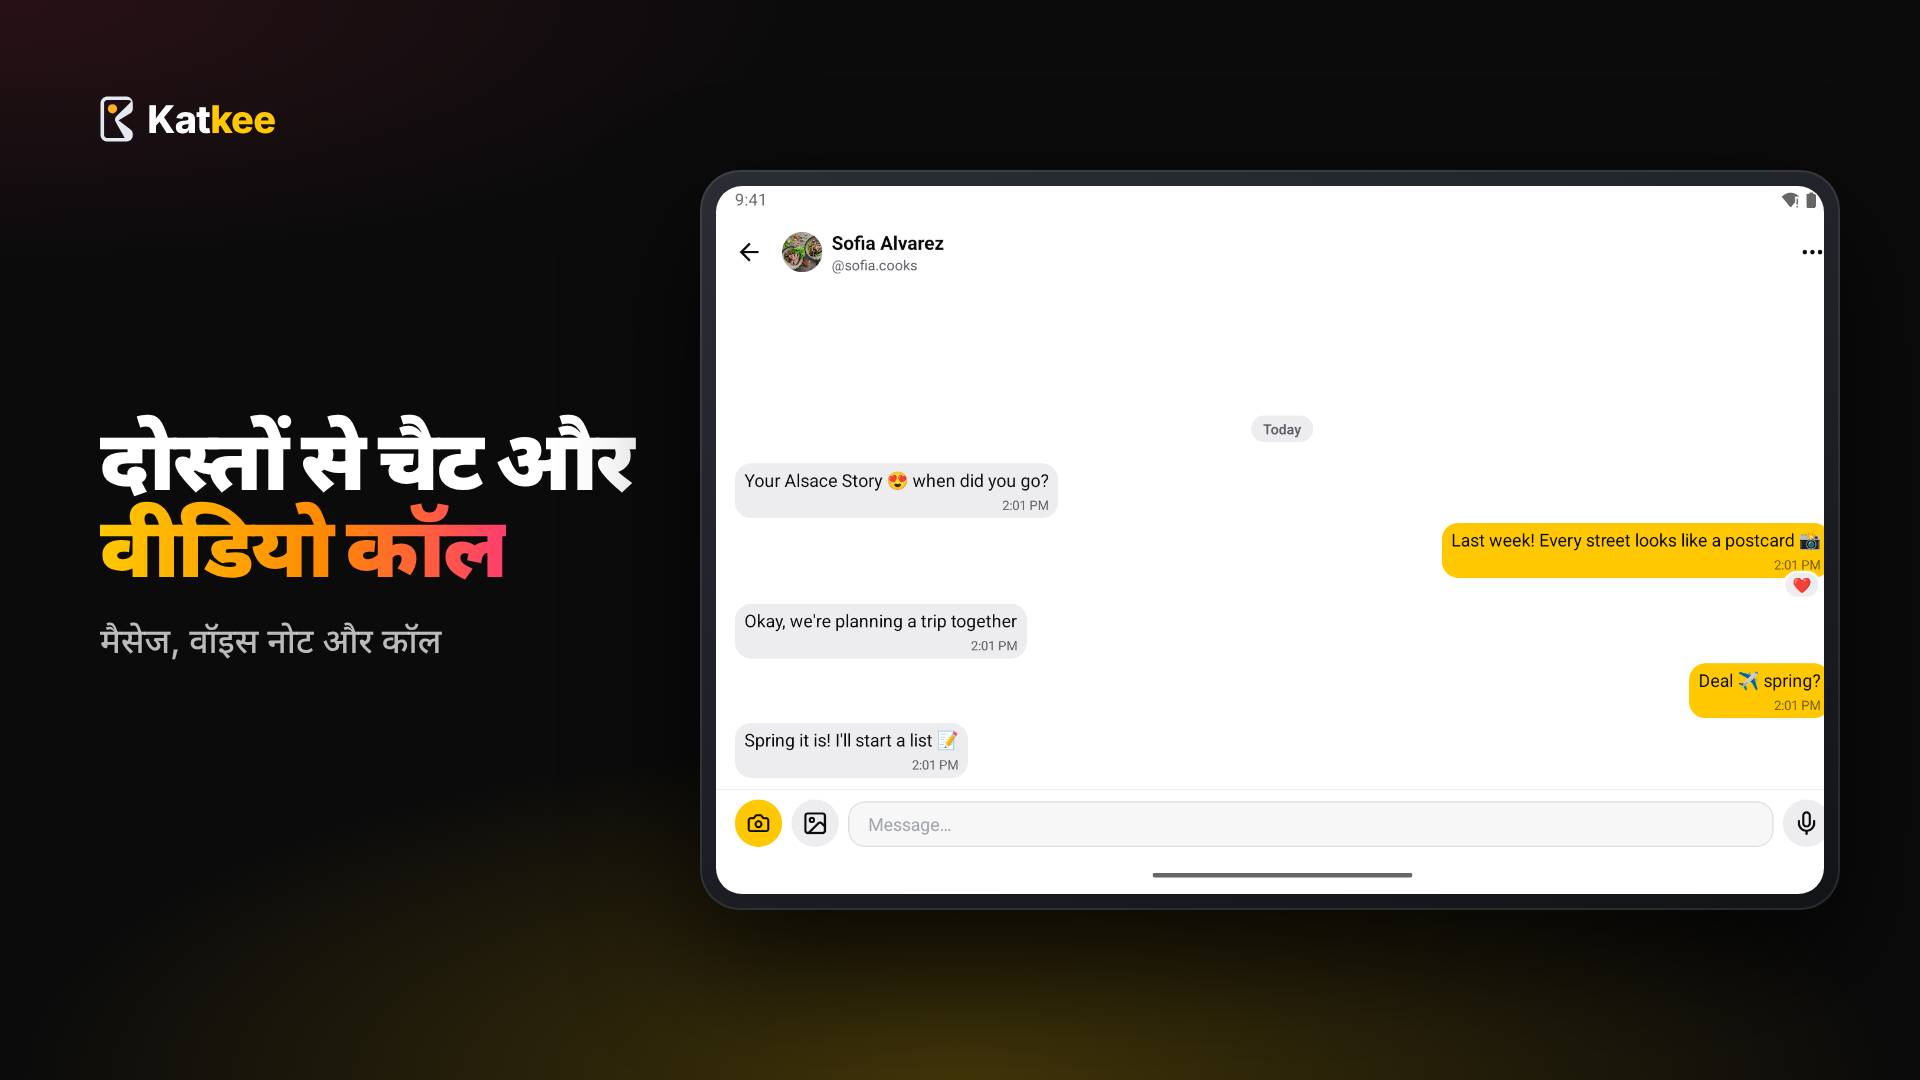 Katkee
दोस्तों से चैट और
वीडियो कॉल
मैसेज, वॉइस नोट और कॉल
9:41
Sofia Alvarez
@sofia.cooks
Today
Your Alsace Story 😍 when did you go?
2:01 PM
Last week! Every street looks like a postcard 📸
2:01 PM
❤️
Okay, we're planning a trip together
2:01 PM
Deal ✈️ spring?
2:01 PM
Spring it is! I'll start a list 📝
2:01 PM
Message...